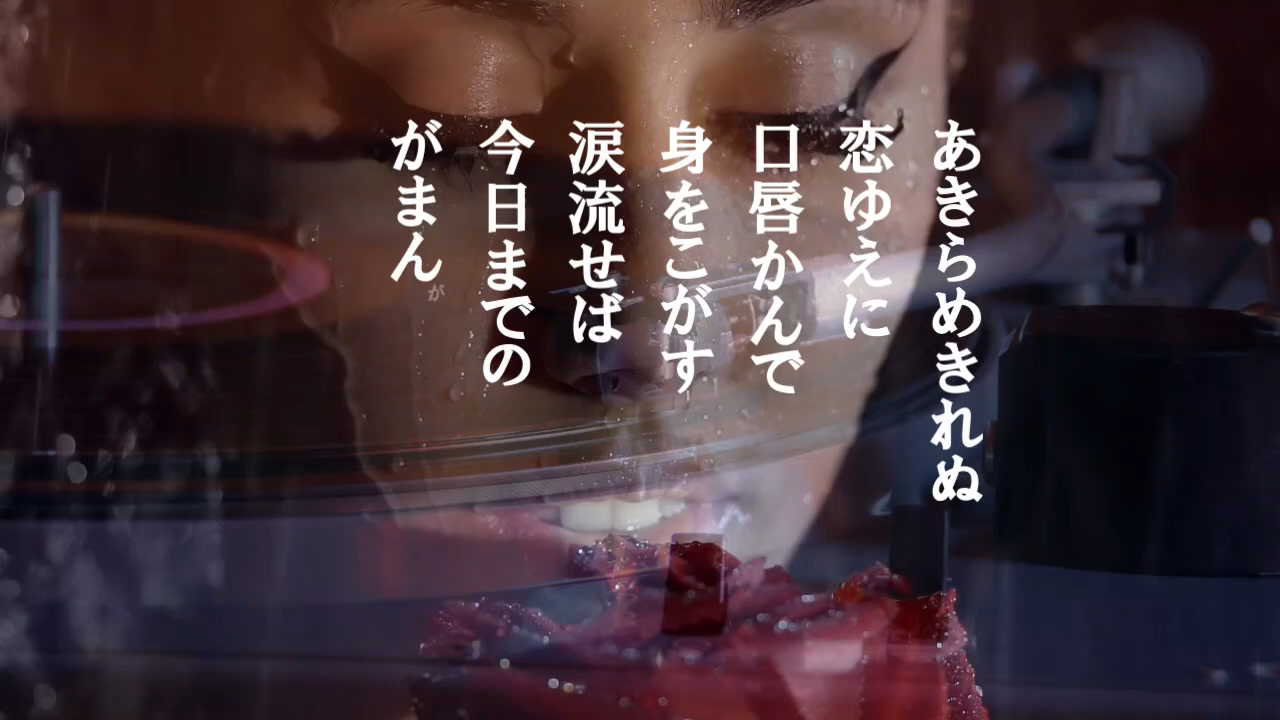 あきらめきれぬ
恋ゆえに
口唇かんで
身をこがす
涙流せば
今日までの
がまん
が